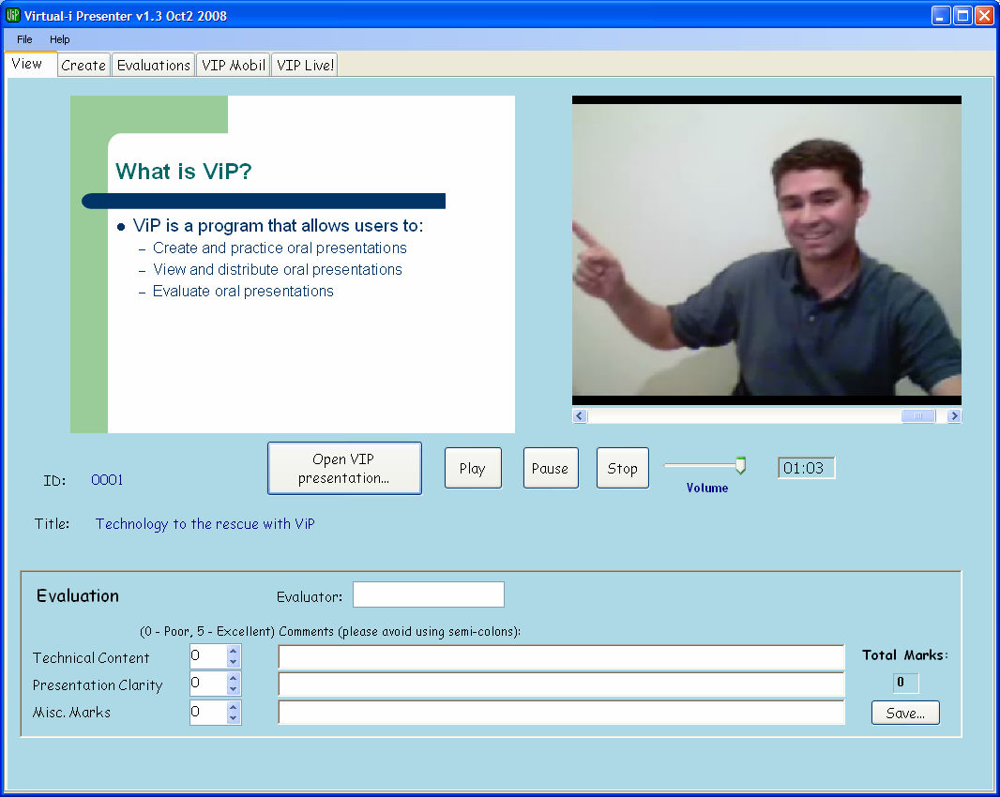 ViP Virtual-i Presenter v1.3 Oct2 2008
File Help
View Create Evaluations VIP Mobil VIP Live!
What is ViP?
ViP is a program that allows users to:
– Create and practice oral presentations
– View and distribute oral presentations
– Evaluate oral presentations
Open VIP
presentation...
Play Pause Stop
Volume
01:03
ID: 0001
Title: Technology to the rescue with ViP
Evaluation
Evaluator:
(0 - Poor, 5 - Excellent) Comments (please avoid using semi-colons):
Technical Content 0
Presentation Clarity 0
Misc. Marks 0
Total Marks:
0
Save...